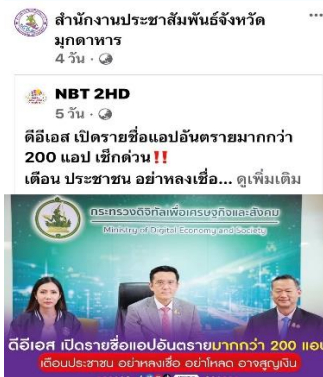 สำนักงานประชาสัมพันธ์จังหวัด
มุกดาหาร
4 วัน ·
NBT 2HD
5 วัน ·
ดีอีเอส เปิดรายชื่อแอปอันตรายมากกว่า
200 แอป เช็กด่วน‼
เตือน ประชาชน อย่าหลงเชื่อ... ดูเพิ่มเติม
กระทรวงดิจิทัลเพื่อเศรษฐกิจและสังคม
Ministry of Digital Economy and Society
ดีอีเอส เปิดรายชื่อแอปอันตรายมากกว่า 200 แอป
เตือนประชาชน อย่าหลงเชื่อ อย่าโหลด อาจสูญเงิน